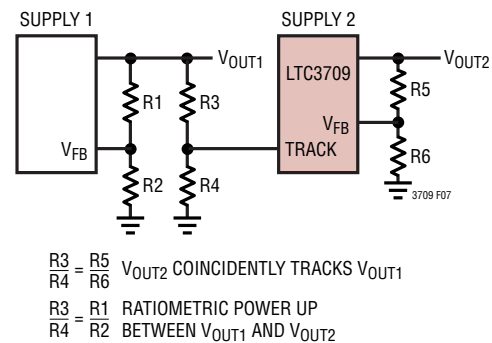 SUPPLY 1
SUPPLY 2
VOUT1
VOUT2
LTC3709
R1
R3
R5
VFB
VFB
TRACK
R2
R4
R6
3709 F07
R3/R4 = R5/R6 VOUT2 COINCIDENTLY TRACKS VOUT1
R3/R4 = R1/R2 RATIOMETRIC POWER UP
BETWEEN VOUT1 AND VOUT2